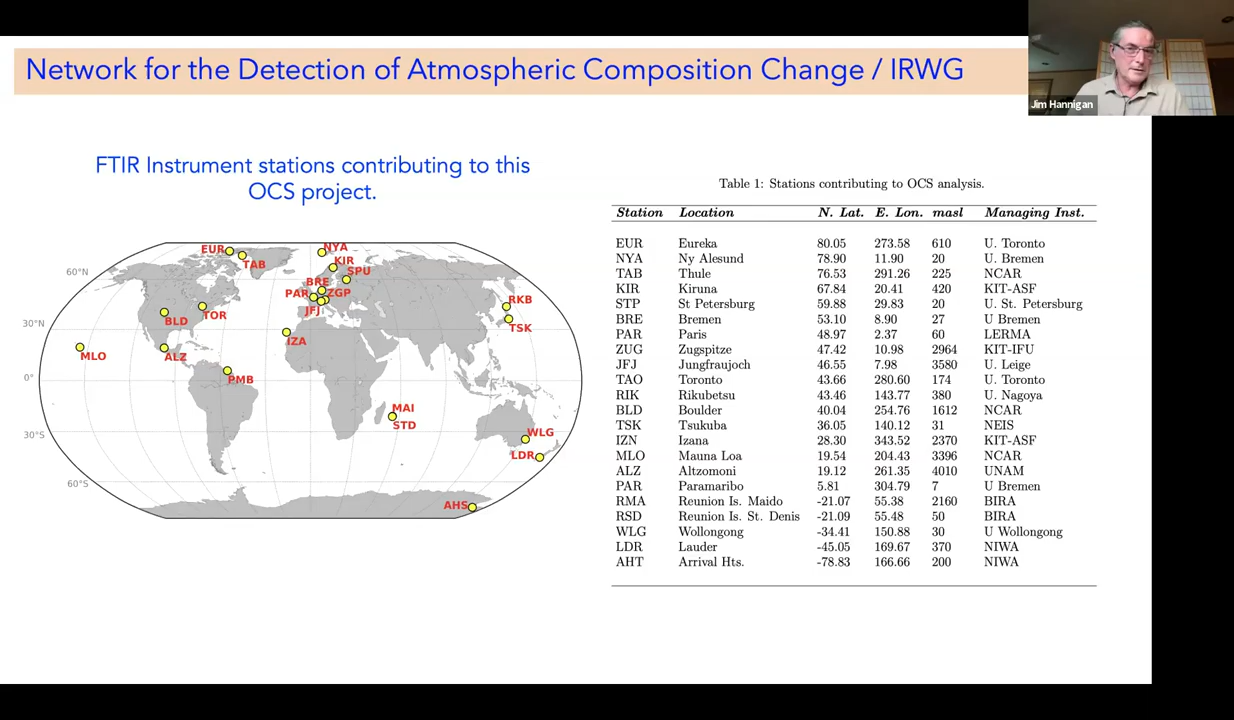 Network for the Detection of Atmospheric Composition Change / IRWG
Jim Hannigan
FTIR Instrument stations contributing to this
OCS project.
60°N
30°N
0°
30°S
60°S
EUR
TAB
NYA
KIR
SPU
BRE
PAR
ZGP
JFJ
BLD
TOR
RKB
TSK
IZA
MLO
ALZ
PMB
MAI
STD
WLG
LDR
AHS
Table 1: Stations contributing to OCS analysis.
Station Location N. Lat. E. Lon. masl Managing Inst.
EUR Eureka 80.05 273.58 610 U. Toronto
NYA Ny Alesund 78.90 11.90 20 U. Bremen
TAB Thule 76.53 291.26 225 NCAR
KIR Kiruna 67.84 20.41 420 KIT-ASF
STP St Petersburg 59.88 29.83 20 U. St. Petersburg
BRE Bremen 53.10 8.90 27 U Bremen
PAR Paris 48.97 2.37 60 LERMA
ZUG Zugspitze 47.42 10.98 2964 KIT-IFU
JFJ Jungfraujoch 46.55 7.98 3580 U. Leige
TAO Toronto 43.66 280.60 174 U. Toronto
RIK Rikubetsu 43.46 143.77 380 U. Nagoya
BLD Boulder 40.04 254.76 1612 NCAR
TSK Tsukuba 36.05 140.12 31 NEIS
IZN Izana 28.30 343.52 2370 KIT-ASF
MLO Mauna Loa 19.54 204.43 3396 NCAR
ALZ Altzomoni 19.12 261.35 4010 UNAM
PAR Paramaribo 5.81 304.79 7 U Bremen
RMA Reunion Is. Maido -21.07 55.38 2160 BIRA
RSD Reunion Is. St. Denis -21.09 55.48 50 BIRA
WLG Wollongong -34.41 150.88 30 U Wollongong
LDR Lauder -45.05 169.67 370 NIWA
AHT Arrival Hts. -78.83 166.66 200 NIWA